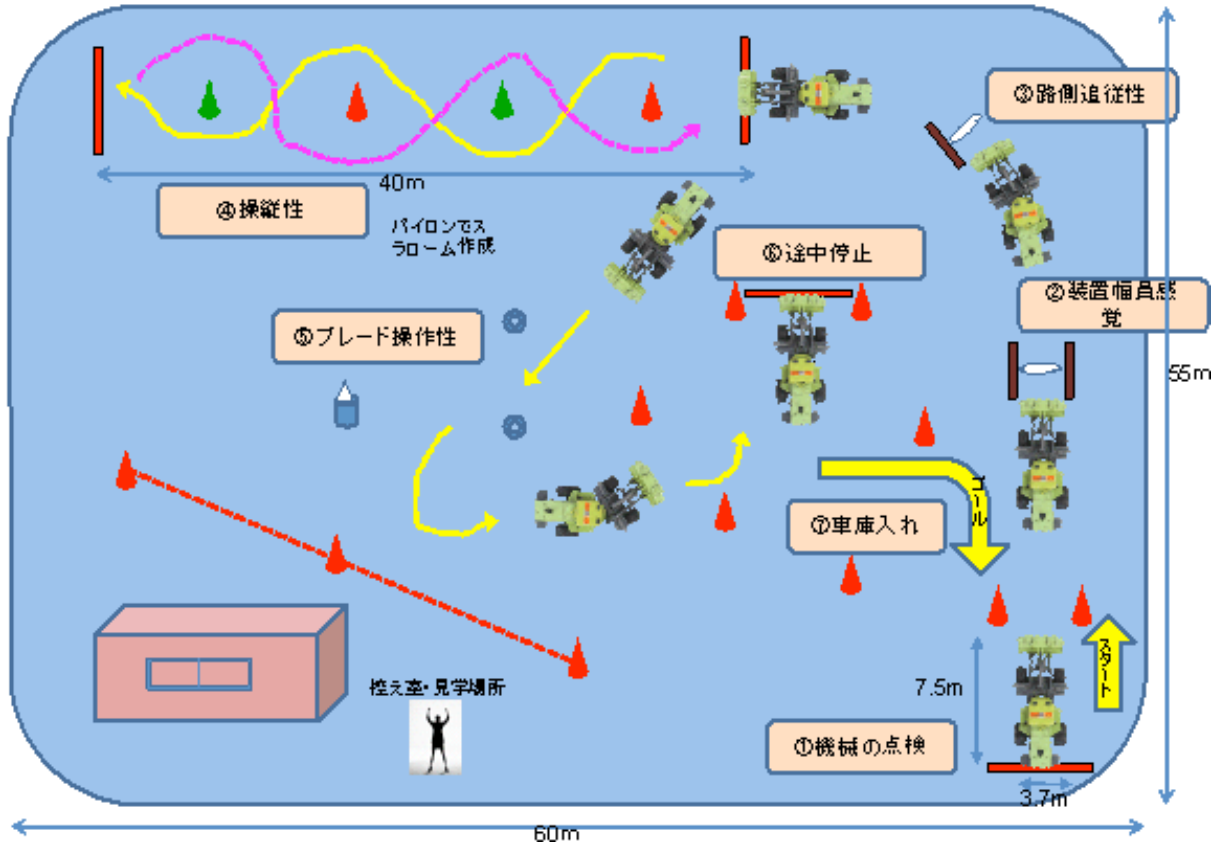 ③路側追従性
40m
④操縦性
パイロンでス
ラローム作成
⑥途中停止
②装置幅員感
覚
⑤ブレード操作性
55m
ゴール
⑦車庫入れ
スタート
控え室・見学場所
7.5m
①機械の点検
3.7m
60m